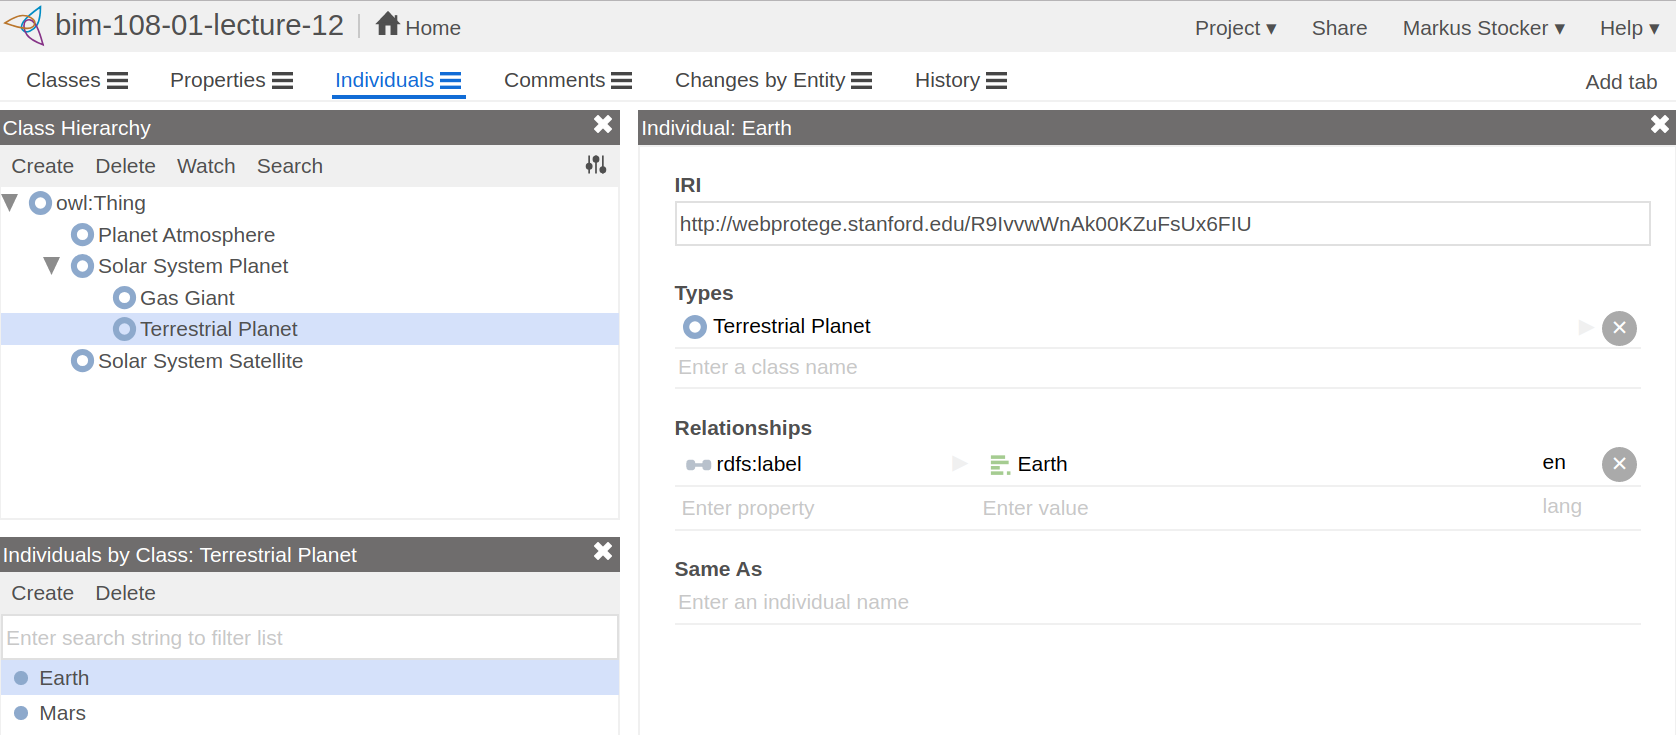 bim-108-01-lecture-12 Home Project ▾ Share Markus Stocker ▾ Help ▾
Classes Properties Individuals Comments Changes by Entity History Add tab
Class Hierarchy
Create Delete Watch Search
owl:Thing
Planet Atmosphere
Solar System Planet
Gas Giant
Terrestrial Planet
Solar System Satellite
Individuals by Class: Terrestrial Planet
Create Delete
Enter search string to filter list
Earth
Mars
Individual: Earth
IRI
http://webprotege.stanford.edu/R9IvvwWnAk00KZuFsUx6FIU
Types
Terrestrial Planet
Enter a class name
Relationships
rdfs:label Earth en
Enter property Enter value lang
Same As
Enter an individual name